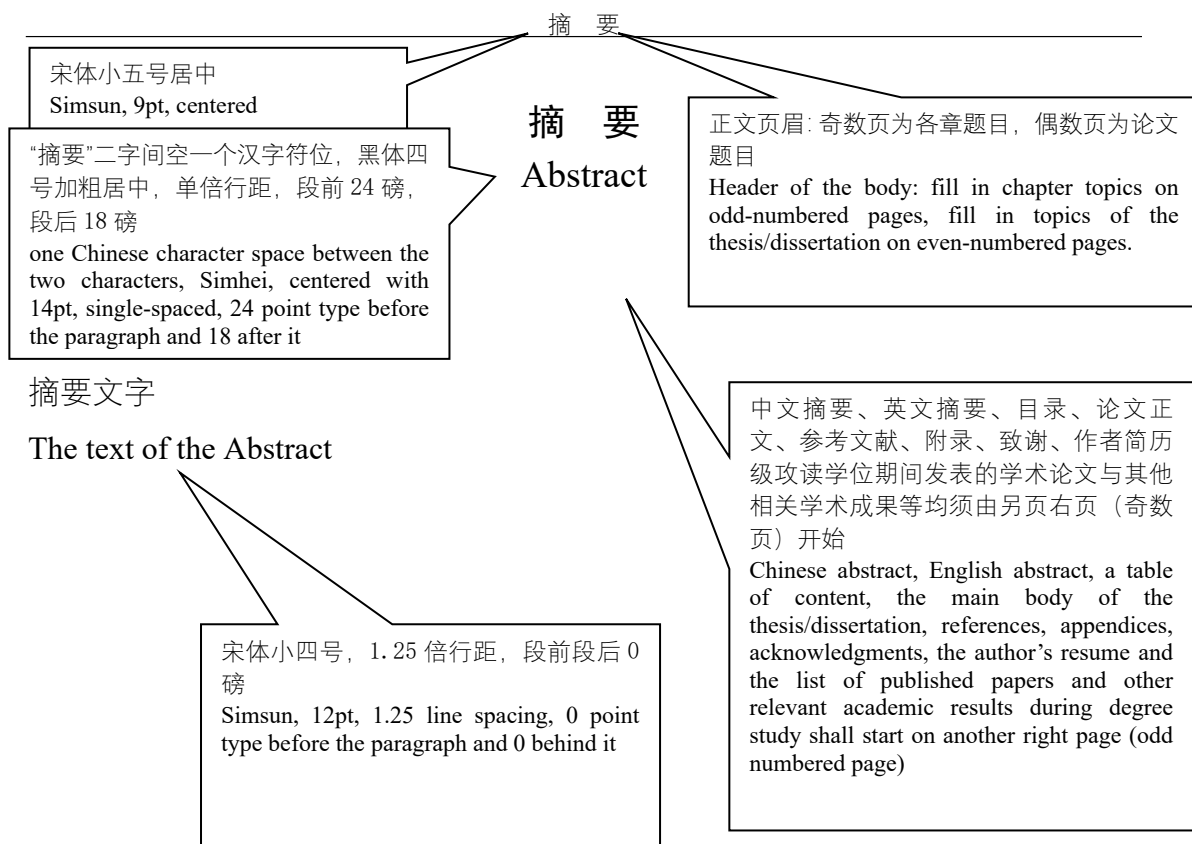 摘 要
宋体小五号居中
Simsun, 9pt, centered
摘 要
Abstract
“摘要”二字间空一个汉字符位，黑体四
号加粗居中，单倍行距，段前 24 磅，
段后 18 磅
one Chinese character space between the
two characters, Simhei, centered with
14pt, single-spaced, 24 point type before
the paragraph and 18 after it
正文页眉：奇数页为各章题目，偶数页为论文
题目
Header of the body: fill in chapter topics on
odd-numbered pages, fill in topics of the
thesis/dissertation on even-numbered pages.
摘要文字
The text of the Abstract
中文摘要、英文摘要、目录、论文正
文、参考文献、附录、致谢、作者简历
级攻读学位期间发表的学术论文与其他
相关学术成果等均须由另页右页（奇数
页）开始
Chinese abstract, English abstract, a table
of content, the main body of the
thesis/dissertation, references, appendices,
acknowledgments, the author’s resume and
the list of published papers and other
relevant academic results during degree
study shall start on another right page (odd
numbered page)
宋体小四号，1.25 倍行距，段前段后 0
磅
Simsun, 12pt, 1.25 line spacing, 0 point
type before the paragraph and 0 behind it